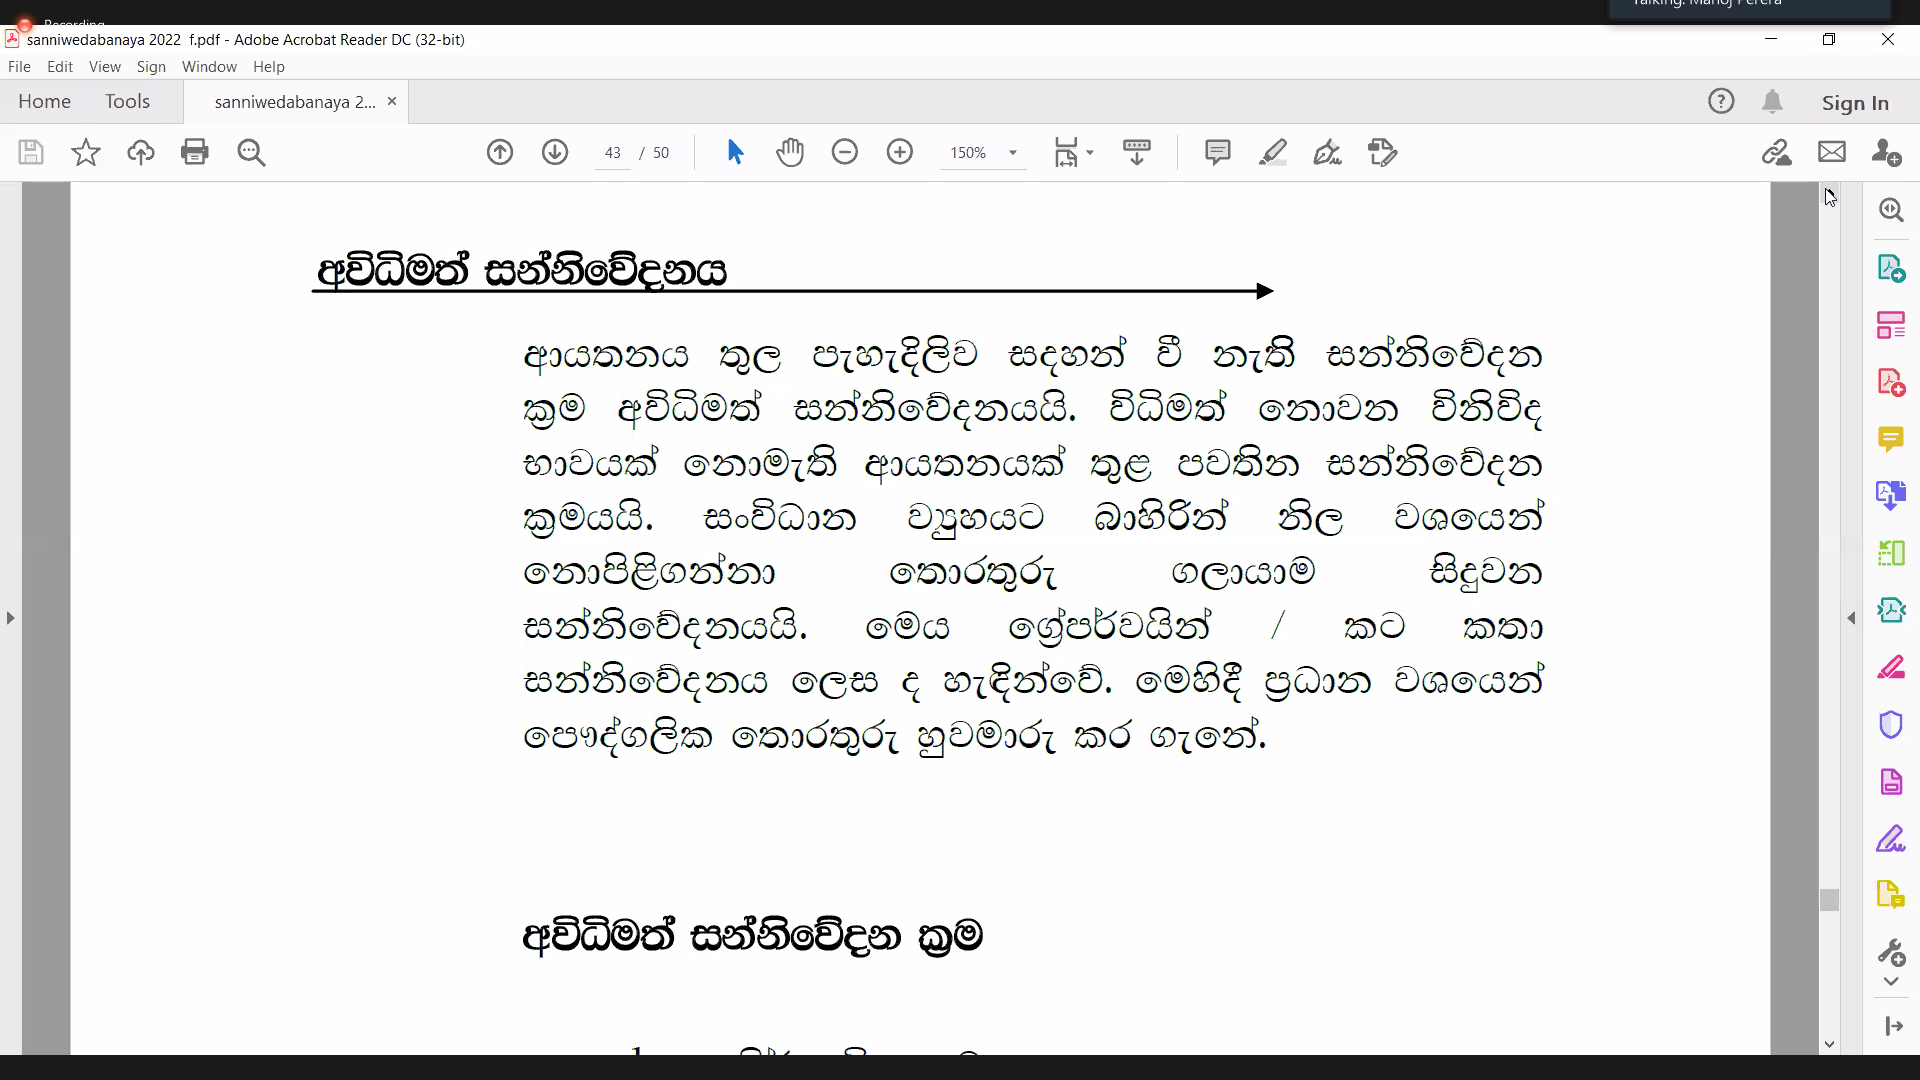 Recording
Talking: Manoj Perera
sanniwedabanaya 2022 f.pdf - Adobe Acrobat Reader DC (32-bit)
File Edit View Sign Window Help
Home Tools sanniwedabanaya 2... × Sign In
43 / 50 150%
අවිධිමත් සන්නිවේදනය
ආයතනය තුල පැහැදිලිව සදහන් වී නැති සන්නිවේදන
ක්‍රම අවිධිමත් සන්නිවේදනයයි. විධිමත් නොවන විනිවිද
භාවයක් නොමැති ආයතනයක් තුළ පවතින සන්නිවේදන
ක්‍රමයයි. සංවිධාන ව්‍යුහයට බාහිරින් නිල වශයෙන්
නොපිළිගන්නා තොරතුරු ගලායාම සිදුවන
සන්නිවේදනයයි. මෙය ග්‍රේපර්වයින් / කට කතා
සන්නිවේදනය ලෙස ද හැඳින්වේ. මෙහිදී ප්‍රධාන වශයෙන්
පෞද්ගලික තොරතුරු හුවමාරු කර ගැනේ.
අවිධිමත් සන්නිවේදන ක්‍රම